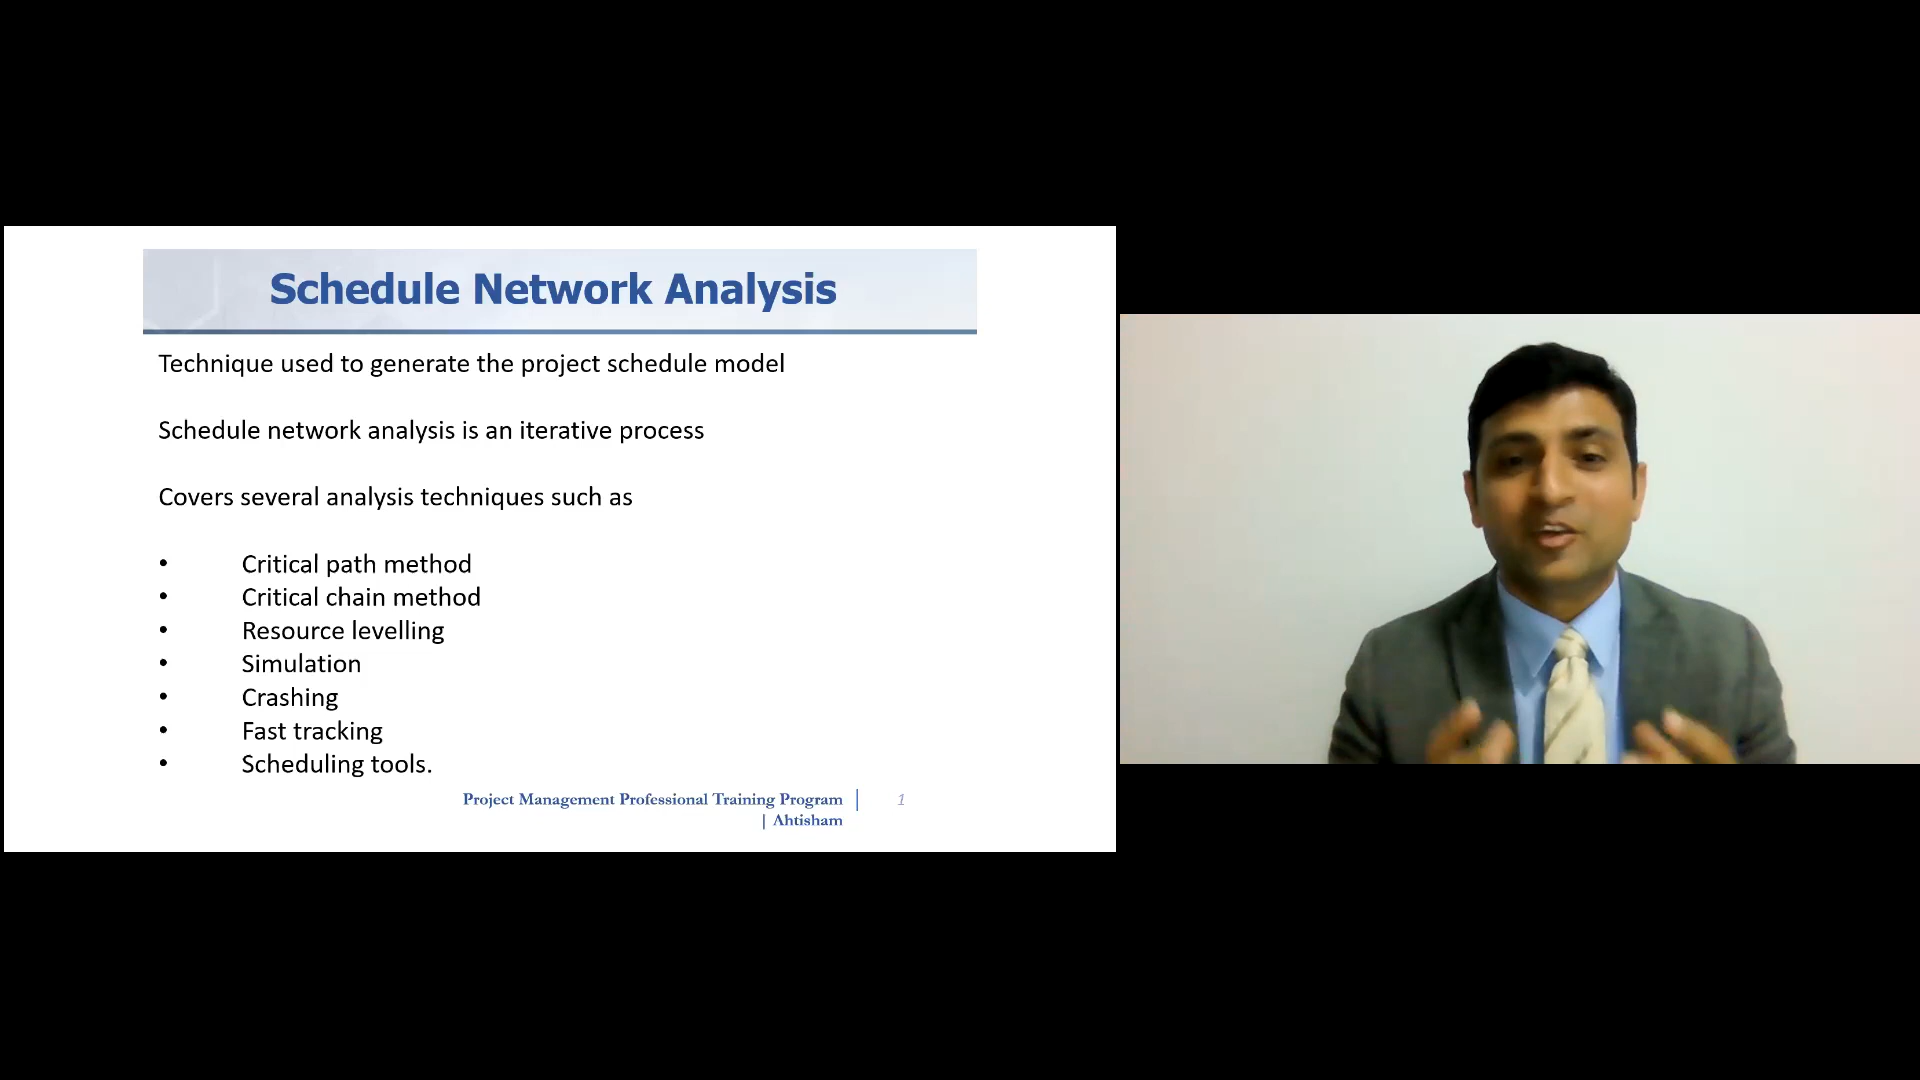 Schedule Network Analysis
Technique used to generate the project schedule model
Schedule network analysis is an iterative process
Covers several analysis techniques such as
• Critical path method
• Critical chain method
• Resource levelling
• Simulation
• Crashing
• Fast tracking
• Scheduling tools.
Project Management Professional Training Program | 1
| Ahtisham